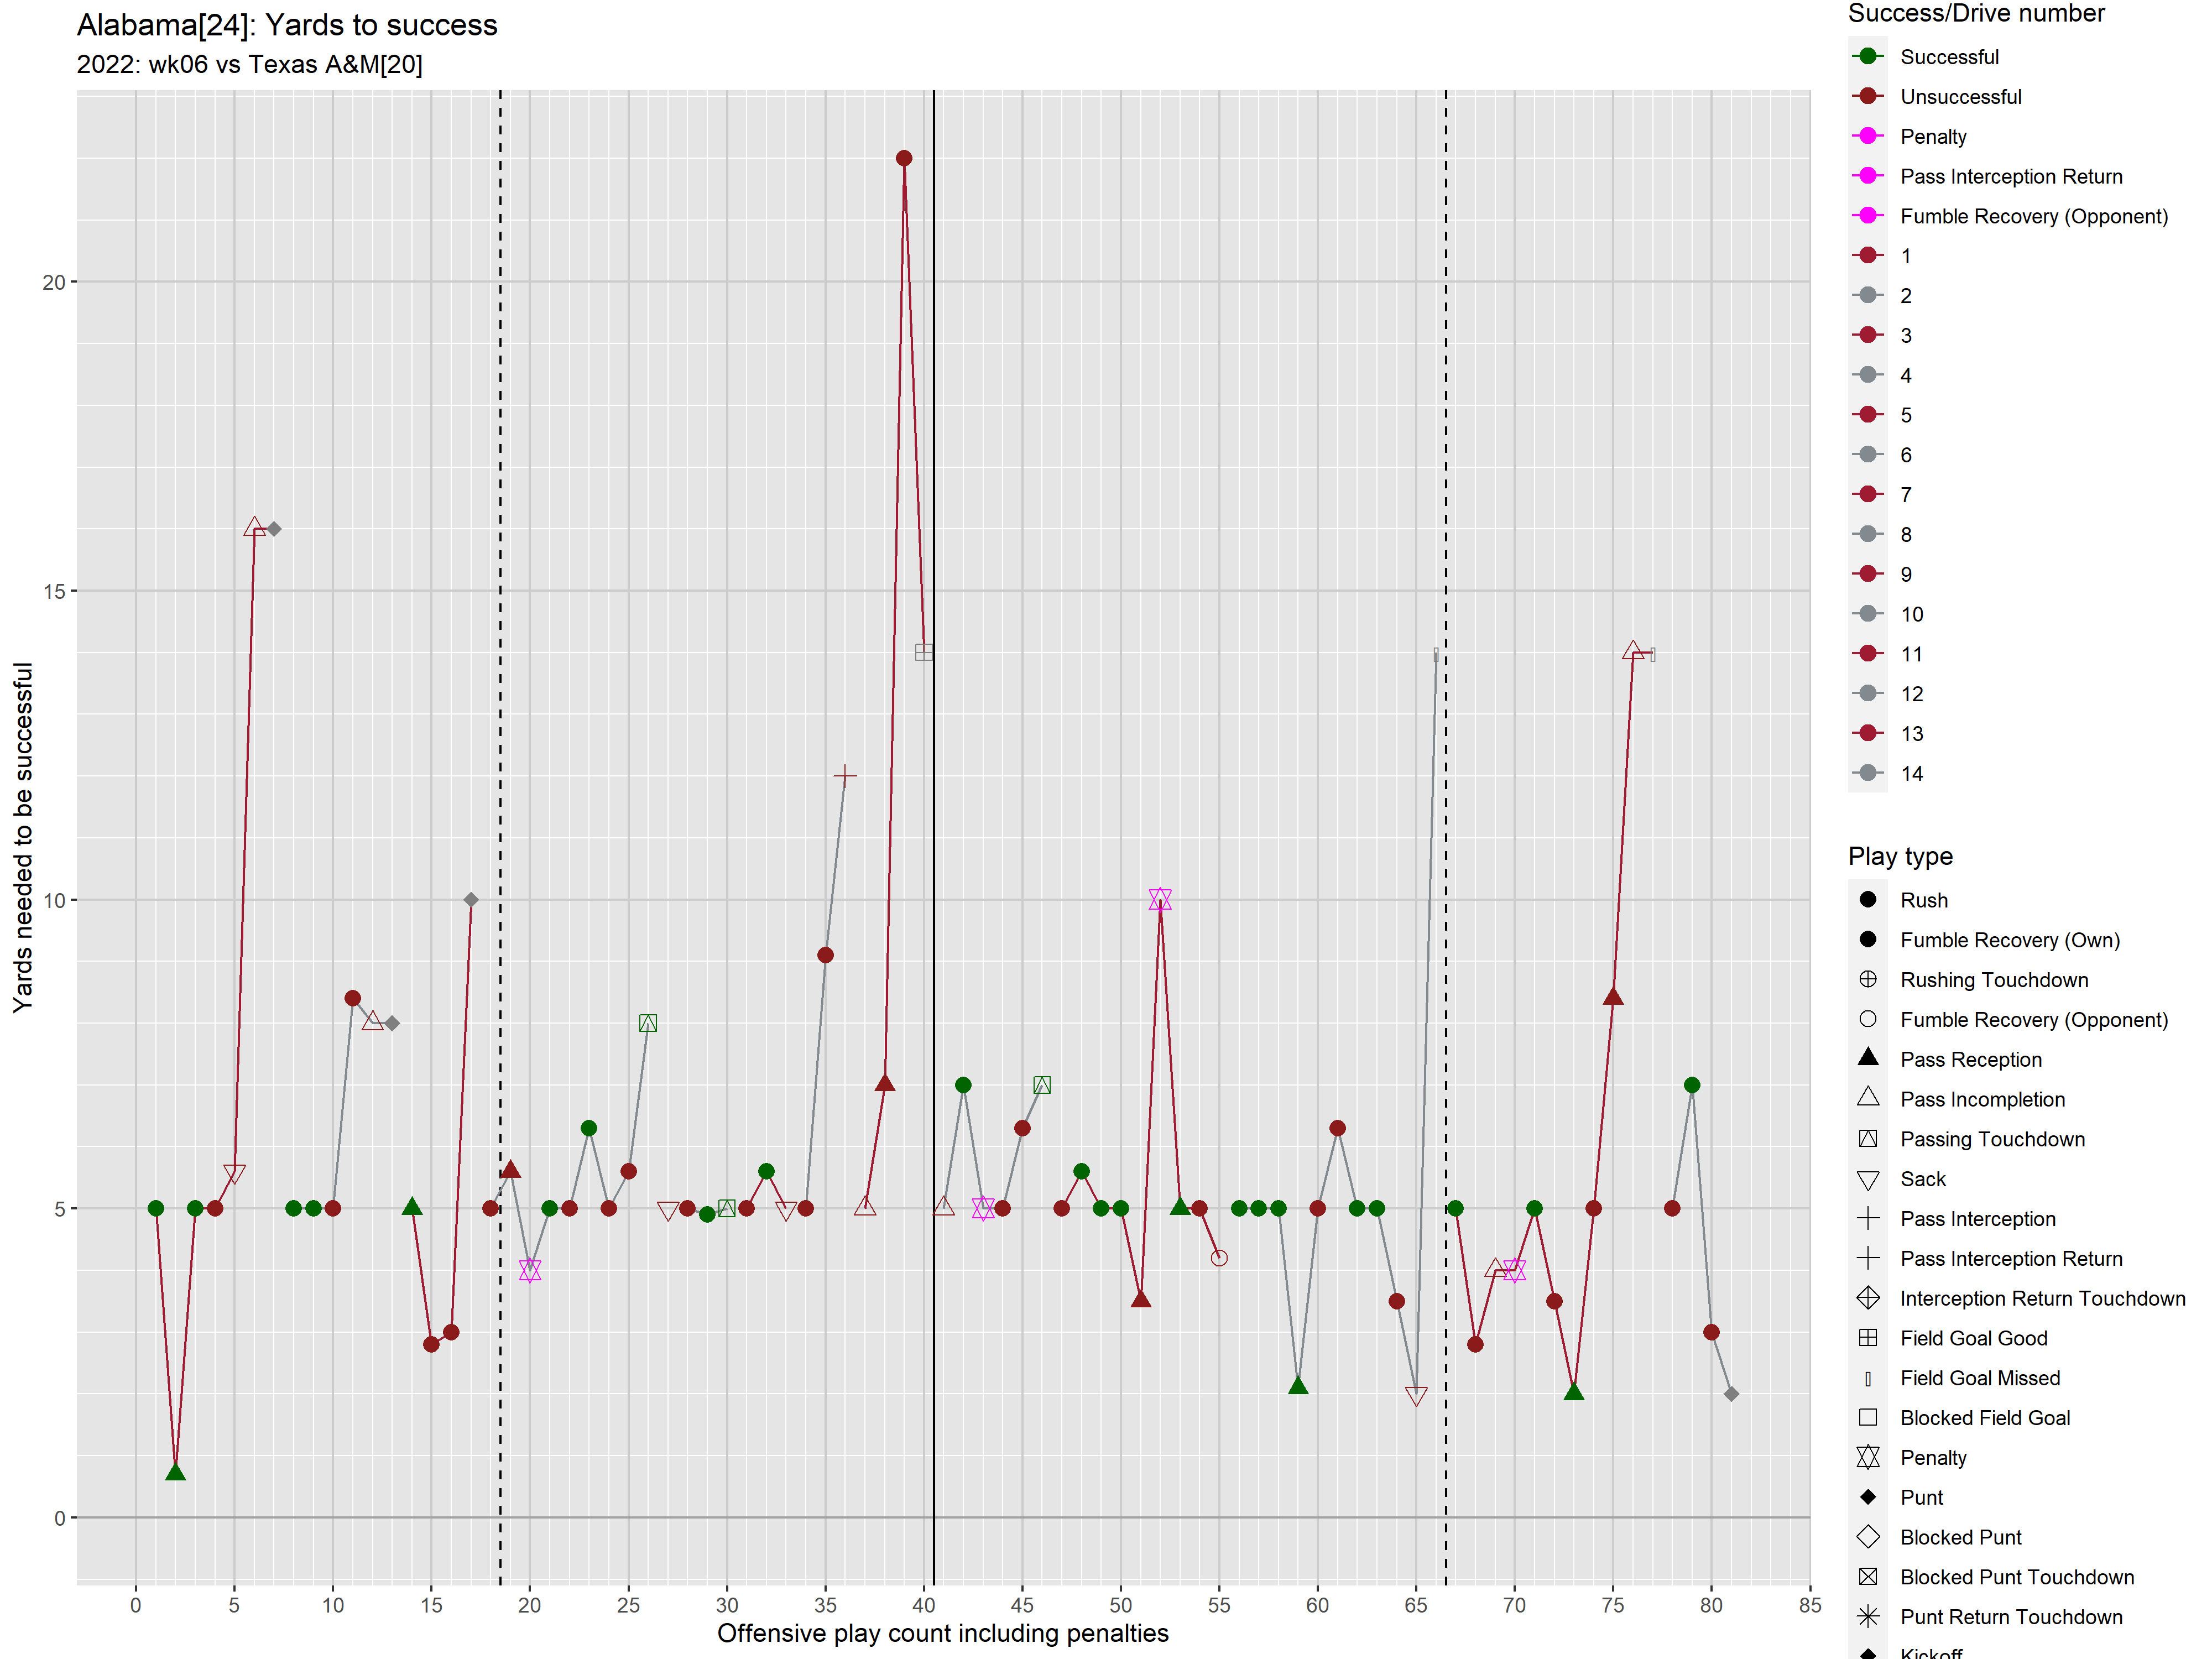 Alabama[24]: Yards to success
2022: wk06 vs Texas A&M[20]
Yards needed to be successful
20
15
10
5
0
0 5 10 15 20 25 30 35 40 45 50 55 60 65 70 75 80 85
Offensive play count including penalties
Success/Drive number
Successful
Unsuccessful
Penalty
Pass Interception Return
Fumble Recovery (Opponent)
1
2
3
4
5
6
7
8
9
10
11
12
13
14
Play type
Rush
Fumble Recovery (Own)
Rushing Touchdown
Fumble Recovery (Opponent)
Pass Reception
Pass Incompletion
Passing Touchdown
Sack
Pass Interception
Pass Interception Return
Interception Return Touchdown
Field Goal Good
Field Goal Missed
Blocked Field Goal
Penalty
Punt
Blocked Punt
Blocked Punt Touchdown
Punt Return Touchdown
Kickoff